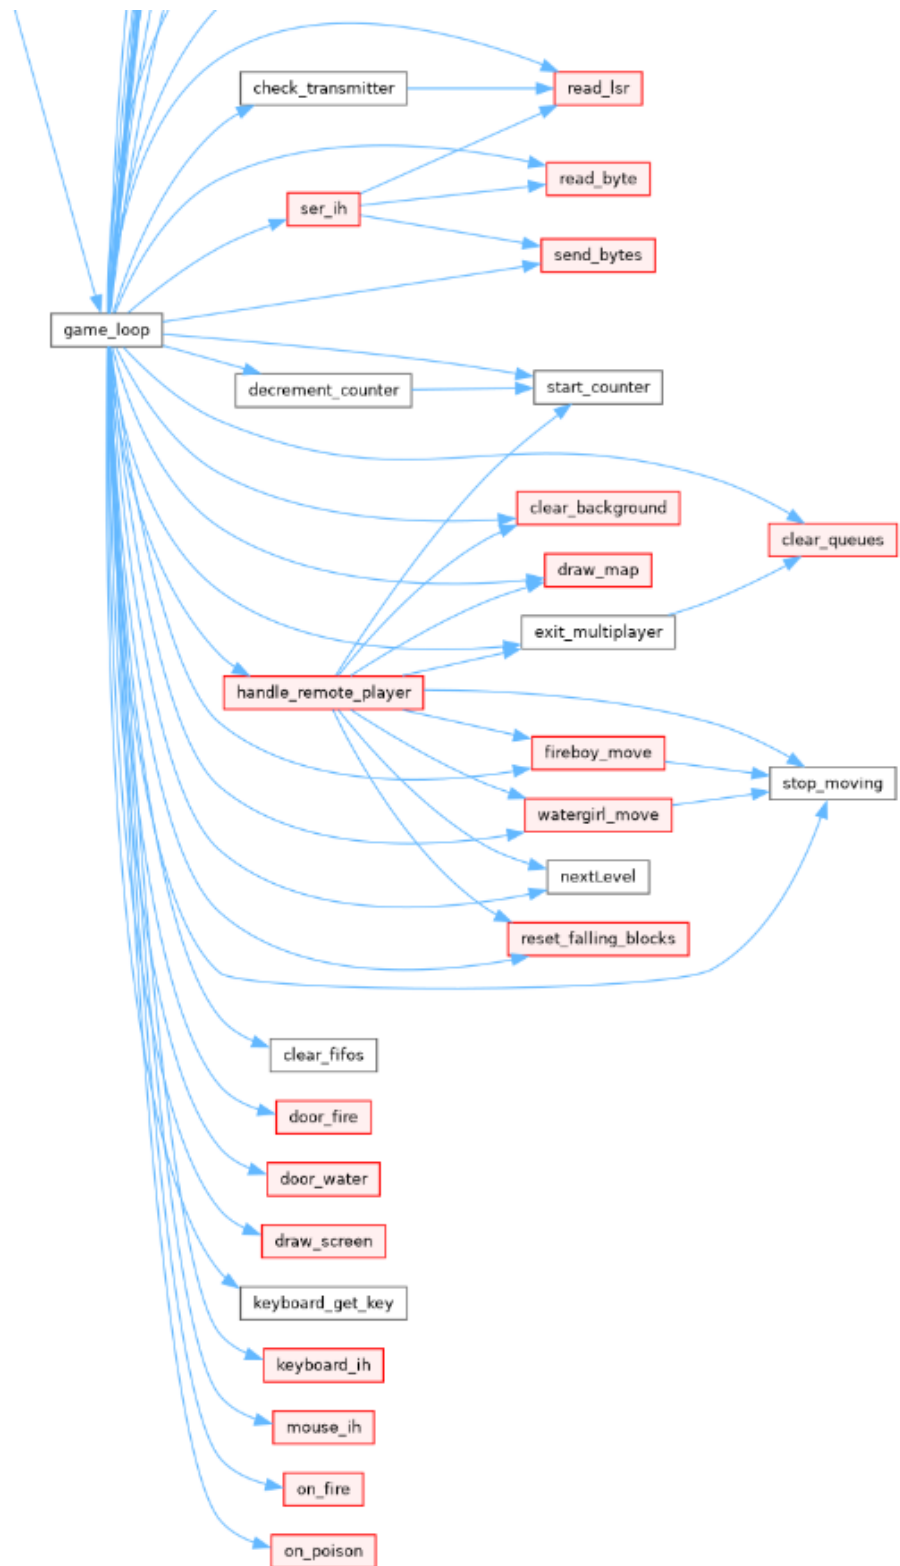 check_transmitter
read_lsr
read_byte
ser_ih
send_bytes
game_loop
decrement_counter
start_counter
clear_background
clear_queues
draw_map
exit_multiplayer
handle_remote_player
fireboy_move
stop_moving
watergirl_move
nextLevel
reset_falling_blocks
clear_fifos
door_fire
door_water
draw_screen
keyboard_get_key
keyboard_ih
mouse_ih
on_fire
on_poison